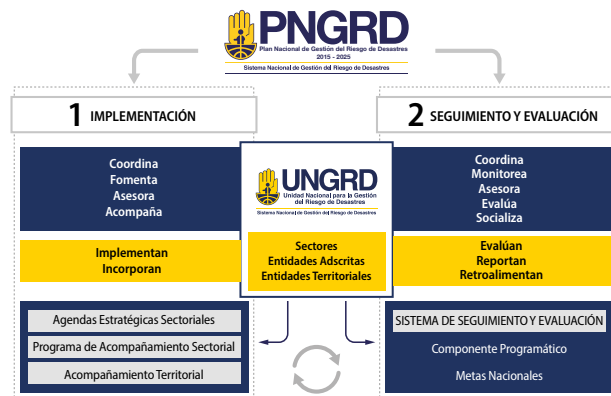 PNGRD
Plan Nacional de Gestión del Riesgo de Desastres
2015 - 2025
Sistema Nacional de Gestión del Riesgo de Desastres
1 IMPLEMENTACIÓN
Coordina
Fomenta
Asesora
Acompaña
Implementan
Incorporan
Agendas Estratégicas Sectoriales
Programa de Acompañamiento Sectorial
Acompañamiento Territorial
UNGRD
Unidad Nacional para la Gestión
del Riesgo de Desastres
Sistema Nacional de Gestión del Riesgo de Desastres
Sectores
Entidades Adscritas
Entidades Territoriales
2 SEGUIMIENTO Y EVALUACIÓN
Coordina
Monitorea
Asesora
Evalúa
Socializa
Evalúan
Reportan
Retroalimentan
SISTEMA DE SEGUIMIENTO Y EVALUACIÓN
Componente Programático
Metas Nacionales